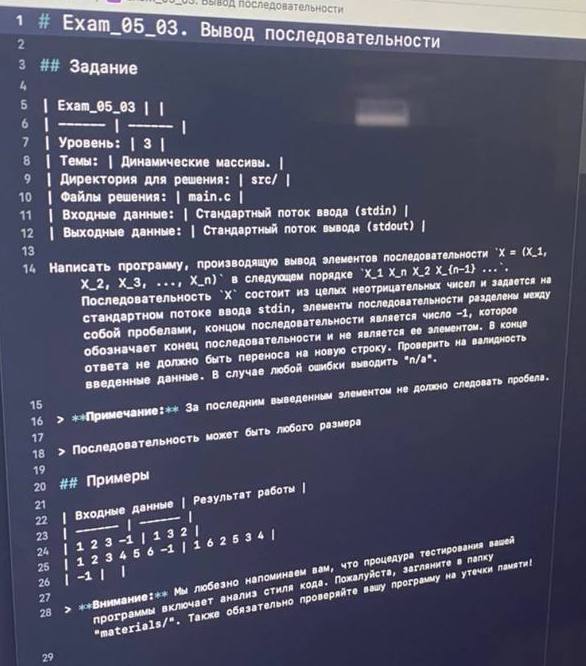 Exam_05_03. Вывод последовательности
1 # Exam_05_03. Вывод последовательности
2
3 ## Задание
4
5 | Exam_05_03 | |
6 | —————— | —————— |
7 | Уровень: | 3 |
8 | Темы: | Динамические массивы. |
9 | Директория для решения: | src/ |
10 | Файлы решения: | main.c |
11 | Входные данные: | Стандартный поток ввода (stdin) |
12 | Выходные данные: | Стандартный поток вывода (stdout) |
13
14 Написать программу, производящую вывод элементов последовательности `X = (X_1,
X_2, X_3, ..., X_n)` в следующем порядке `X_1 X_n X_2 X_{n-1} ...`.
Последовательность `X` состоит из целых неотрицательных чисел и задается на
стандартном потоке ввода stdin, элементы последовательности разделены между
собой пробелами, концом последовательности является число -1, которое
обозначает конец последовательности и не является ее элементом. В конце
ответа не должно быть переноса на новую строку. Проверить на валидность
введенные данные. В случае любой ошибки выводить "n/a".
15
16 > **Примечание:** За последним выведенным элементом не должно следовать пробела.
17
18 > Последовательность может быть любого размера
19
20 ## Примеры
21
22 | Входные данные | Результат работы |
23 | —————— | —————— |
24 | 1 2 3 -1 | 1 3 2 |
25 | 1 2 3 4 5 6 -1 | 1 6 2 5 3 4 |
26 | -1 | |
27
28 > **Внимание:** Мы любезно напоминаем вам, что процедура тестирования вашей
программы включает анализ стиля кода. Пожалуйста, загляните в папку
"materials/". Также обязательно проверяйте вашу программу на утечки памяти!
29